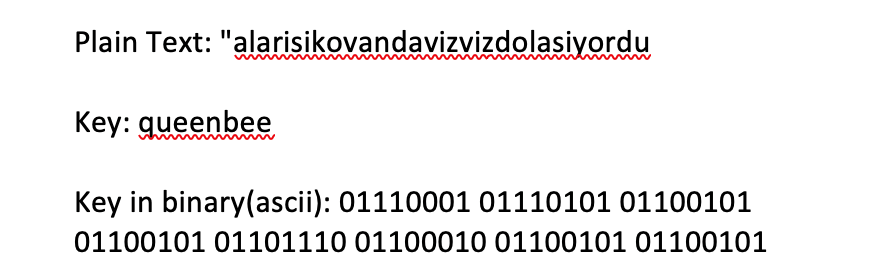 Plain Text: "alarisikovandavizvizdolasiyordu
Key: queenbee
Key in binary(ascii): 01110001 01110101 01100101
01100101 01101110 01100010 01100101 01100101